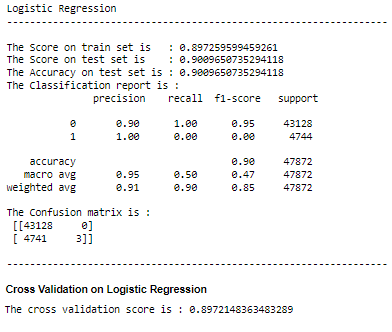 Logistic Regression
--------------------------------------------------------------------------------
The Score on train set is   : 0.897259599459261
The Score on test set is    : 0.9009650735294118
The Accuracy on test set is : 0.9009650735294118
The Classification report is :
              precision    recall  f1-score   support

           0       0.90      1.00      0.95     43128
           1       1.00      0.00      0.00      4744

    accuracy                           0.90     47872
   macro avg       0.95      0.50      0.47     47872
weighted avg       0.91      0.90      0.85     47872

The Confusion matrix is :
 [[43128     0]
 [ 4741     3]]

--------------------------------------------------------------------------------
Cross Validation on Logistic Regression
The cross validation score is : 0.8972148363483289